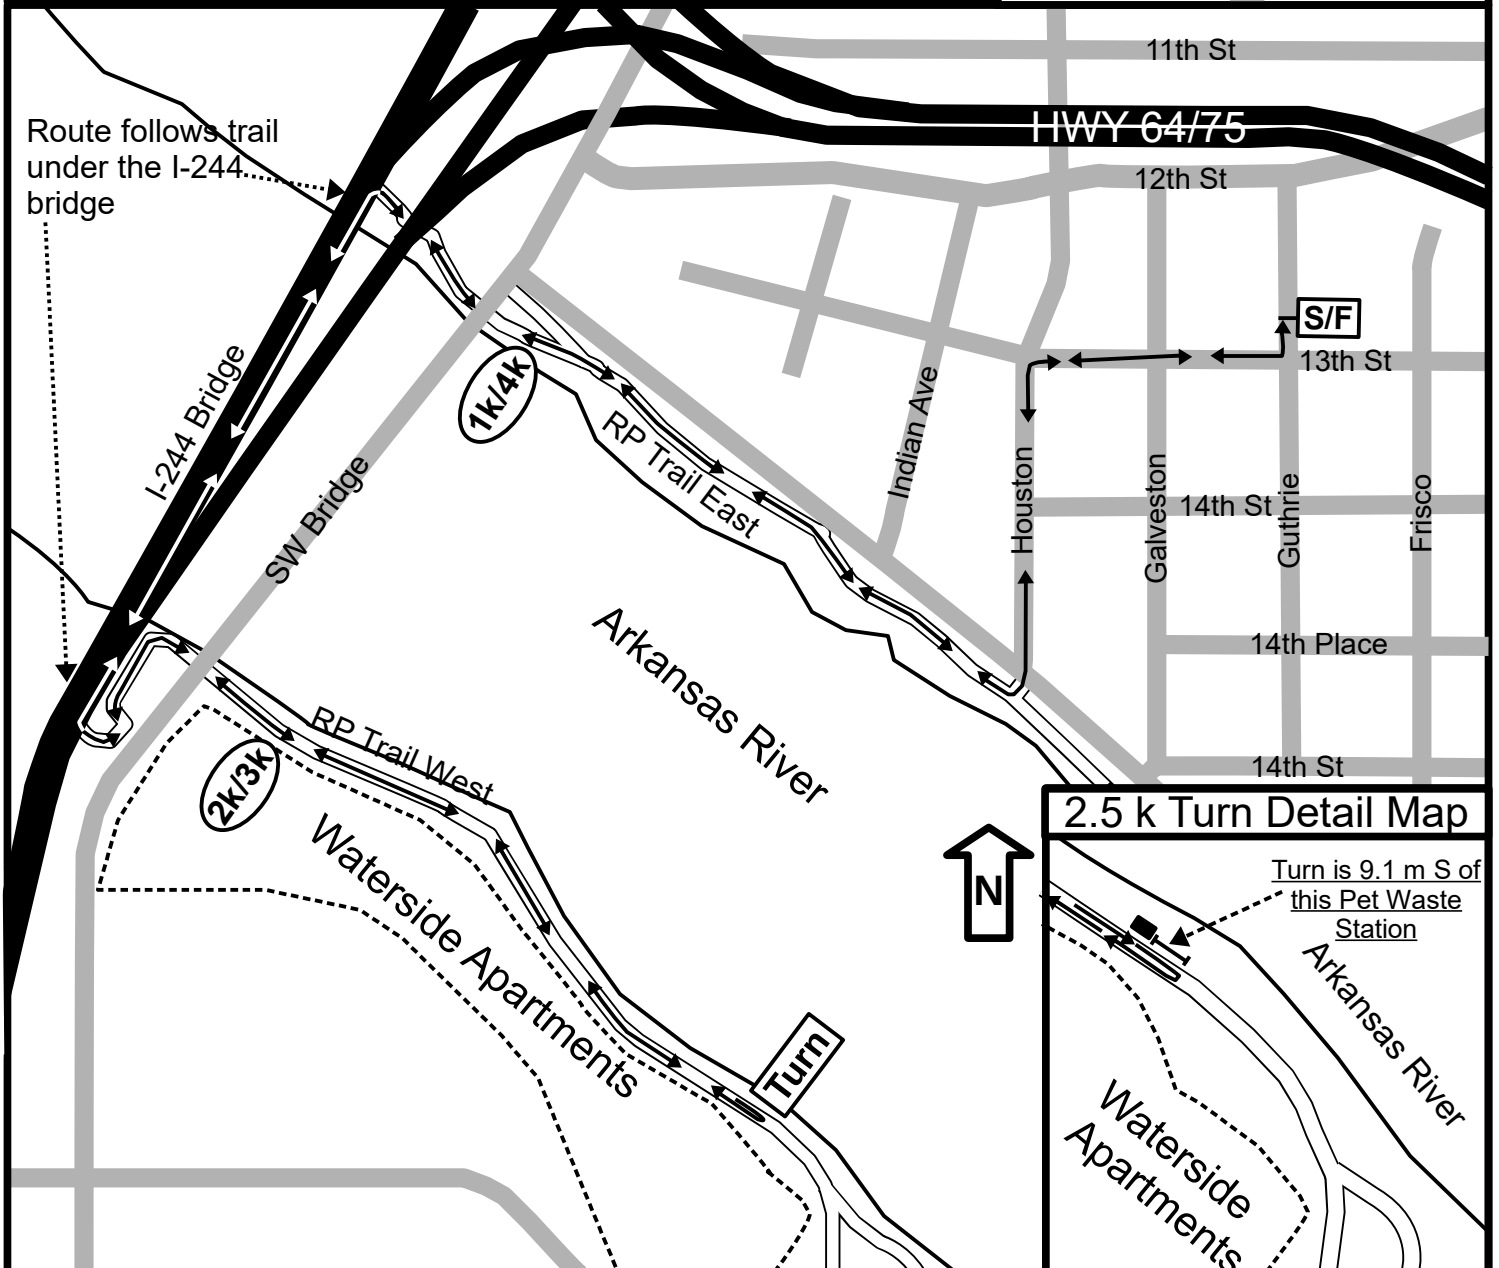 11th St
HWY 64/75
Route follows trail
under the I-244
bridge
12th St
S/F
13th St
I-244 Bridge
1k/4k
RP Trail East
Indian Ave
SW Bridge
Houston
Galveston
14th St
Guthrie
Frisco
Arkansas River
14th Place
RP Trail West
14th St
2k/3k
2.5 k Turn Detail Map
Waterside Apartments
N
Turn is 9.1 m S of
this Pet Waste
Station
Arkansas River
Turn
Waterside
Apartments